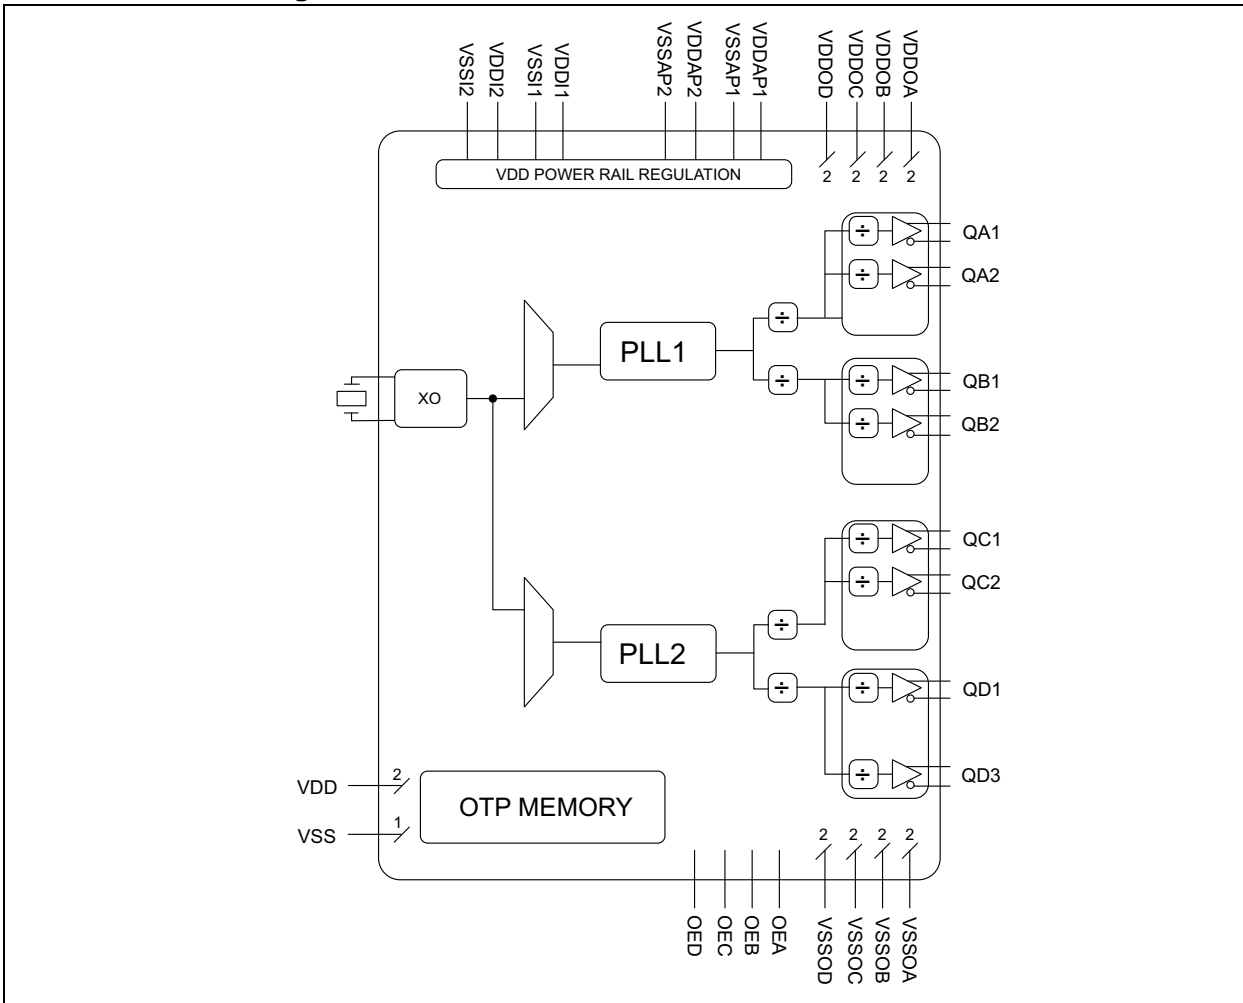 VSSI2
VDDI2
VSSI1
VDDI1
VSSAP2
VDDAP2
VSSAP1
VDDAP1
VDDOD
VDDOC
VDDOB
VDDOA
VDD POWER RAIL REGULATION
2
2
2
2
÷
QA1
÷
QA2
÷
PLL1
÷
÷
QB1
XO
÷
QB2
÷
QC1
÷
QC2
÷
PLL2
÷
÷
QD1
÷
QD3
VDD
2
OTP MEMORY
VSS
1
2
2
2
2
OED
OEC
OEB
OEA
VSSOD
VSSOC
VSSOB
VSSOA